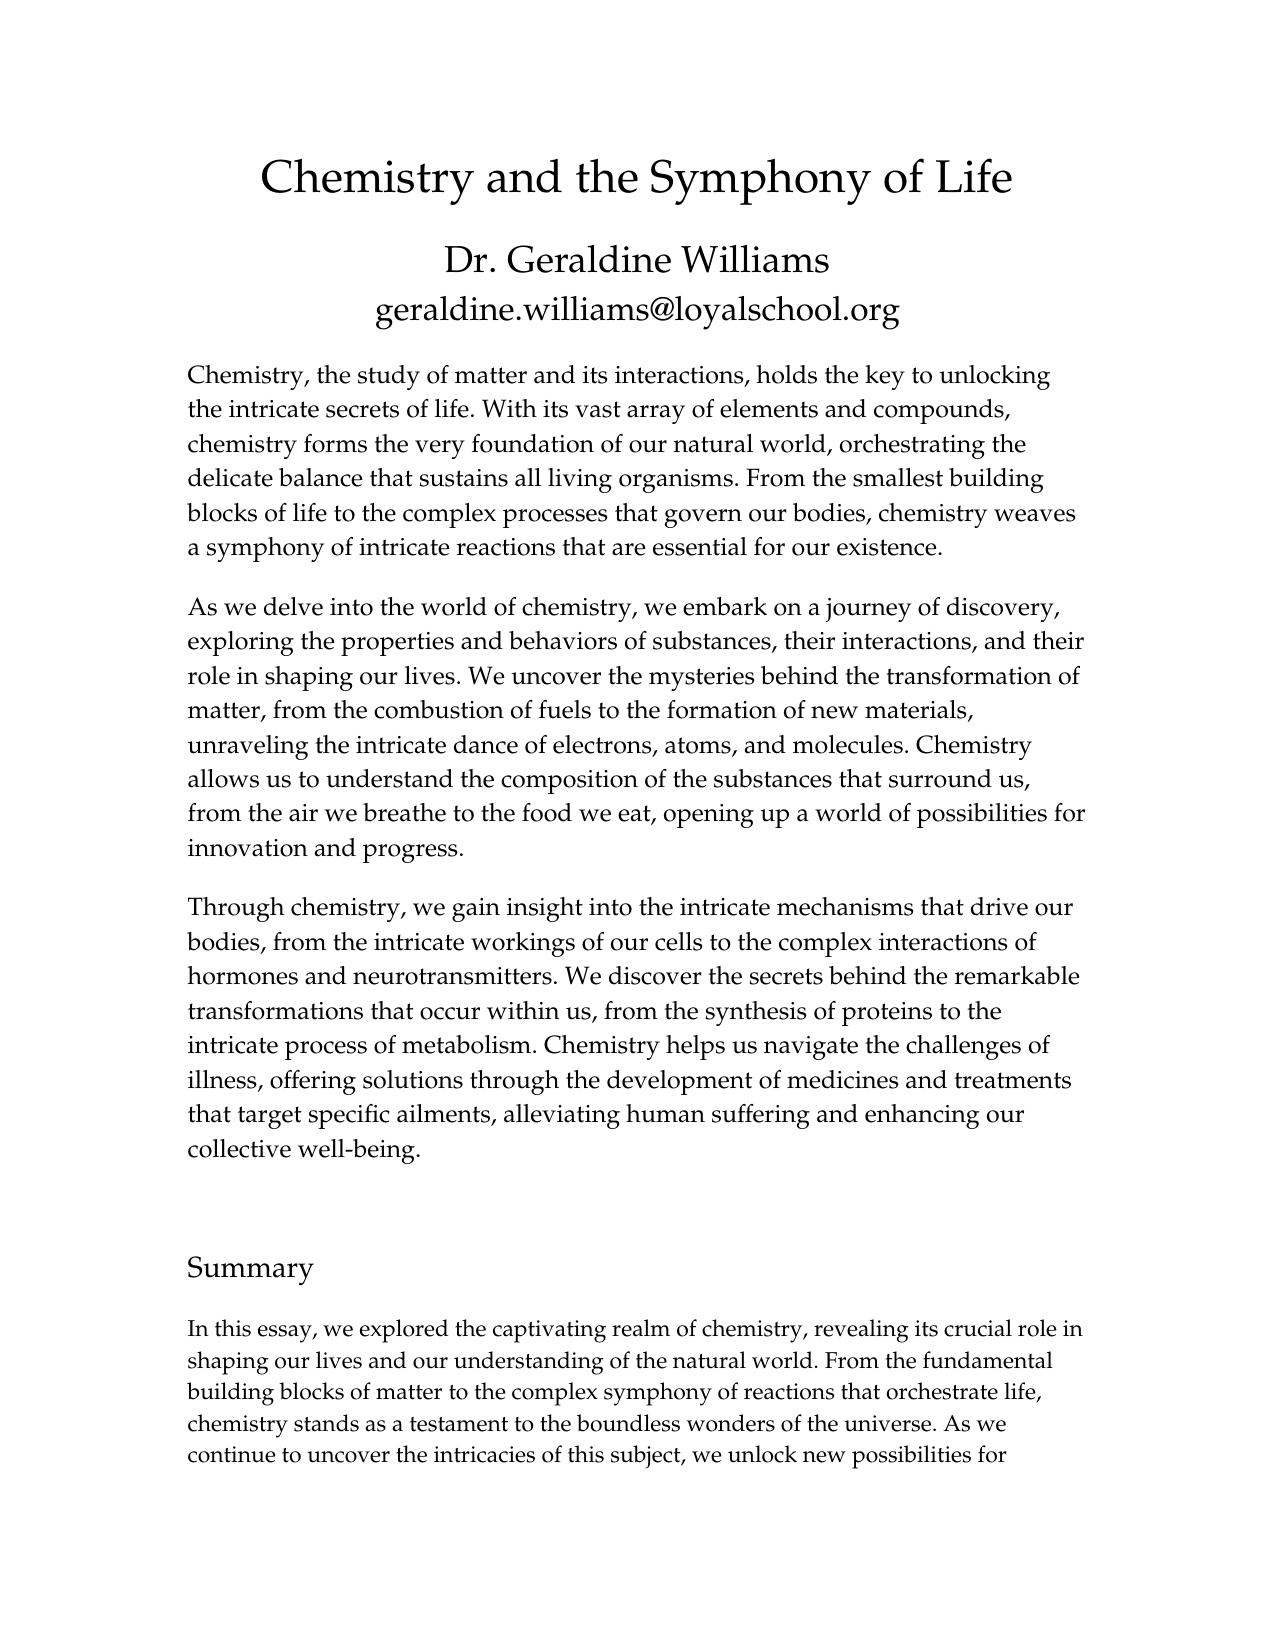 Chemistry and the Symphony of Life
Dr. Geraldine Williams
geraldine.williams@loyalschool.org
Chemistry, the study of matter and its interactions, holds the key to unlocking
the intricate secrets of life. With its vast array of elements and compounds,
chemistry forms the very foundation of our natural world, orchestrating the
delicate balance that sustains all living organisms. From the smallest building
blocks of life to the complex processes that govern our bodies, chemistry weaves
a symphony of intricate reactions that are essential for our existence.
As we delve into the world of chemistry, we embark on a journey of discovery,
exploring the properties and behaviors of substances, their interactions, and their
role in shaping our lives. We uncover the mysteries behind the transformation of
matter, from the combustion of fuels to the formation of new materials,
unraveling the intricate dance of electrons, atoms, and molecules. Chemistry
allows us to understand the composition of the substances that surround us,
from the air we breathe to the food we eat, opening up a world of possibilities for
innovation and progress.
Through chemistry, we gain insight into the intricate mechanisms that drive our
bodies, from the intricate workings of our cells to the complex interactions of
hormones and neurotransmitters. We discover the secrets behind the remarkable
transformations that occur within us, from the synthesis of proteins to the
intricate process of metabolism. Chemistry helps us navigate the challenges of
illness, offering solutions through the development of medicines and treatments
that target specific ailments, alleviating human suffering and enhancing our
collective well-being.
Summary
In this essay, we explored the captivating realm of chemistry, revealing its crucial role in
shaping our lives and our understanding of the natural world. From the fundamental
building blocks of matter to the complex symphony of reactions that orchestrate life,
chemistry stands as a testament to the boundless wonders of the universe. As we
continue to uncover the intricacies of this subject, we unlock new possibilities for